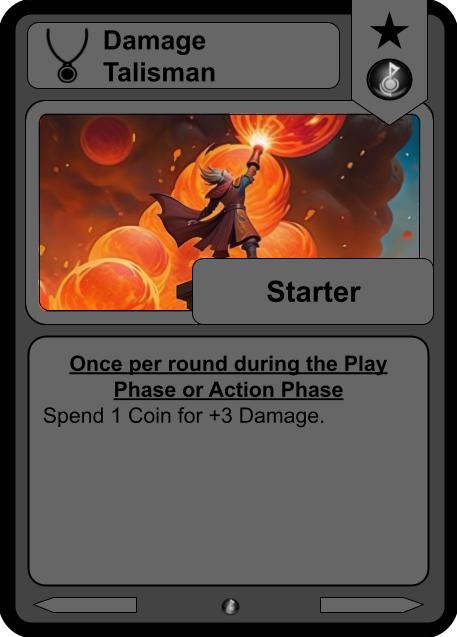 Damage
Talisman
Starter
Once per round during the Play
Phase or Action Phase
Spend 1 Coin for +3 Damage.